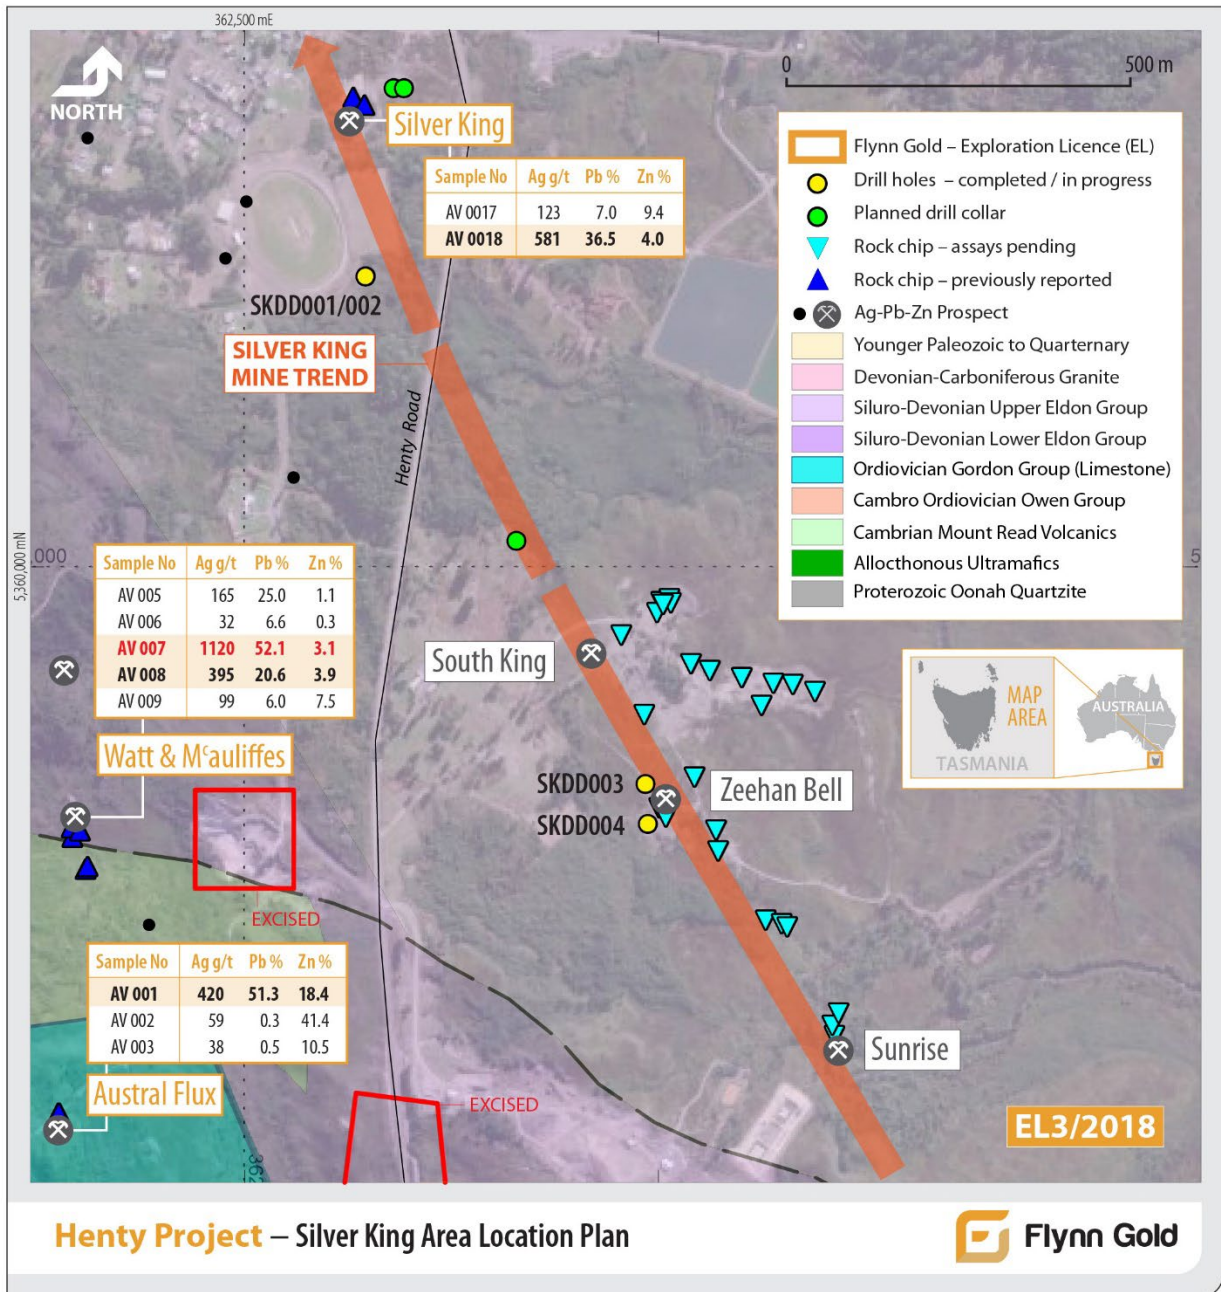 362,500 mE
NORTH
0 500 m
Silver King
Sample No Ag g/t Pb % Zn %
AV 0017 123 7.0 9.4
AV 0018 581 36.5 4.0
SKDD001/002
SILVER KING
MINE TREND
Henty Road
Flynn Gold – Exploration Licence (EL)
Drill holes – completed / in progress
Planned drill collar
Rock chip – assays pending
Rock chip – previously reported
Ag-Pb-Zn Prospect
Younger Paleozoic to Quarternary
Devonian-Carboniferous Granite
Siluro-Devonian Upper Eldon Group
Siluro-Devonian Lower Eldon Group
Ordiovician Gordon Group (Limestone)
Cambro Ordiovician Owen Group
Cambrian Mount Read Volcanics
Allocthonous Ultramafics
Proterozoic Oonah Quartzite
5,360,000 mN
,000
5
Sample No Ag g/t Pb % Zn %
AV 005 165 25.0 1.1
AV 006 32 6.6 0.3
AV 007 1120 52.1 3.1
AV 008 395 20.6 3.9
AV 009 99 6.0 7.5
Watt & Mcauliffes
South King
MAP
AREA
AUSTRALIA
TASMANIA
SKDD003
Zeehan Bell
SKDD004
EXCISED
Sample No Ag g/t Pb % Zn %
AV 001 420 51.3 18.4
AV 002 59 0.3 41.4
AV 003 38 0.5 10.5
Austral Flux
EXCISED
Sunrise
362
EL3/2018
Henty Project – Silver King Area Location Plan
Flynn Gold